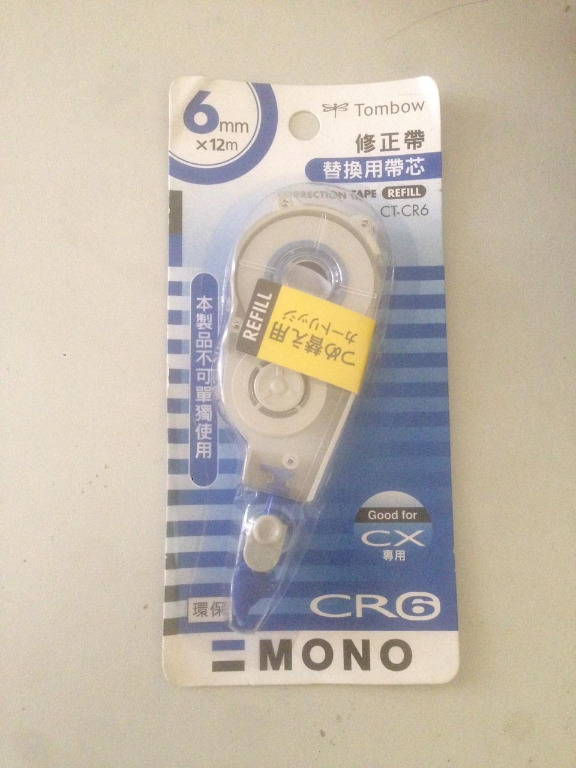 6mm
×12m
Tombow
修正帶
替換用帶芯
CORRECTION TAPE REFILL
CT-CR6
REFILL
つめ替え用
カートリッジ
本製品不可單獨使用
Good for
CX
專用
環保
CR6
MONO